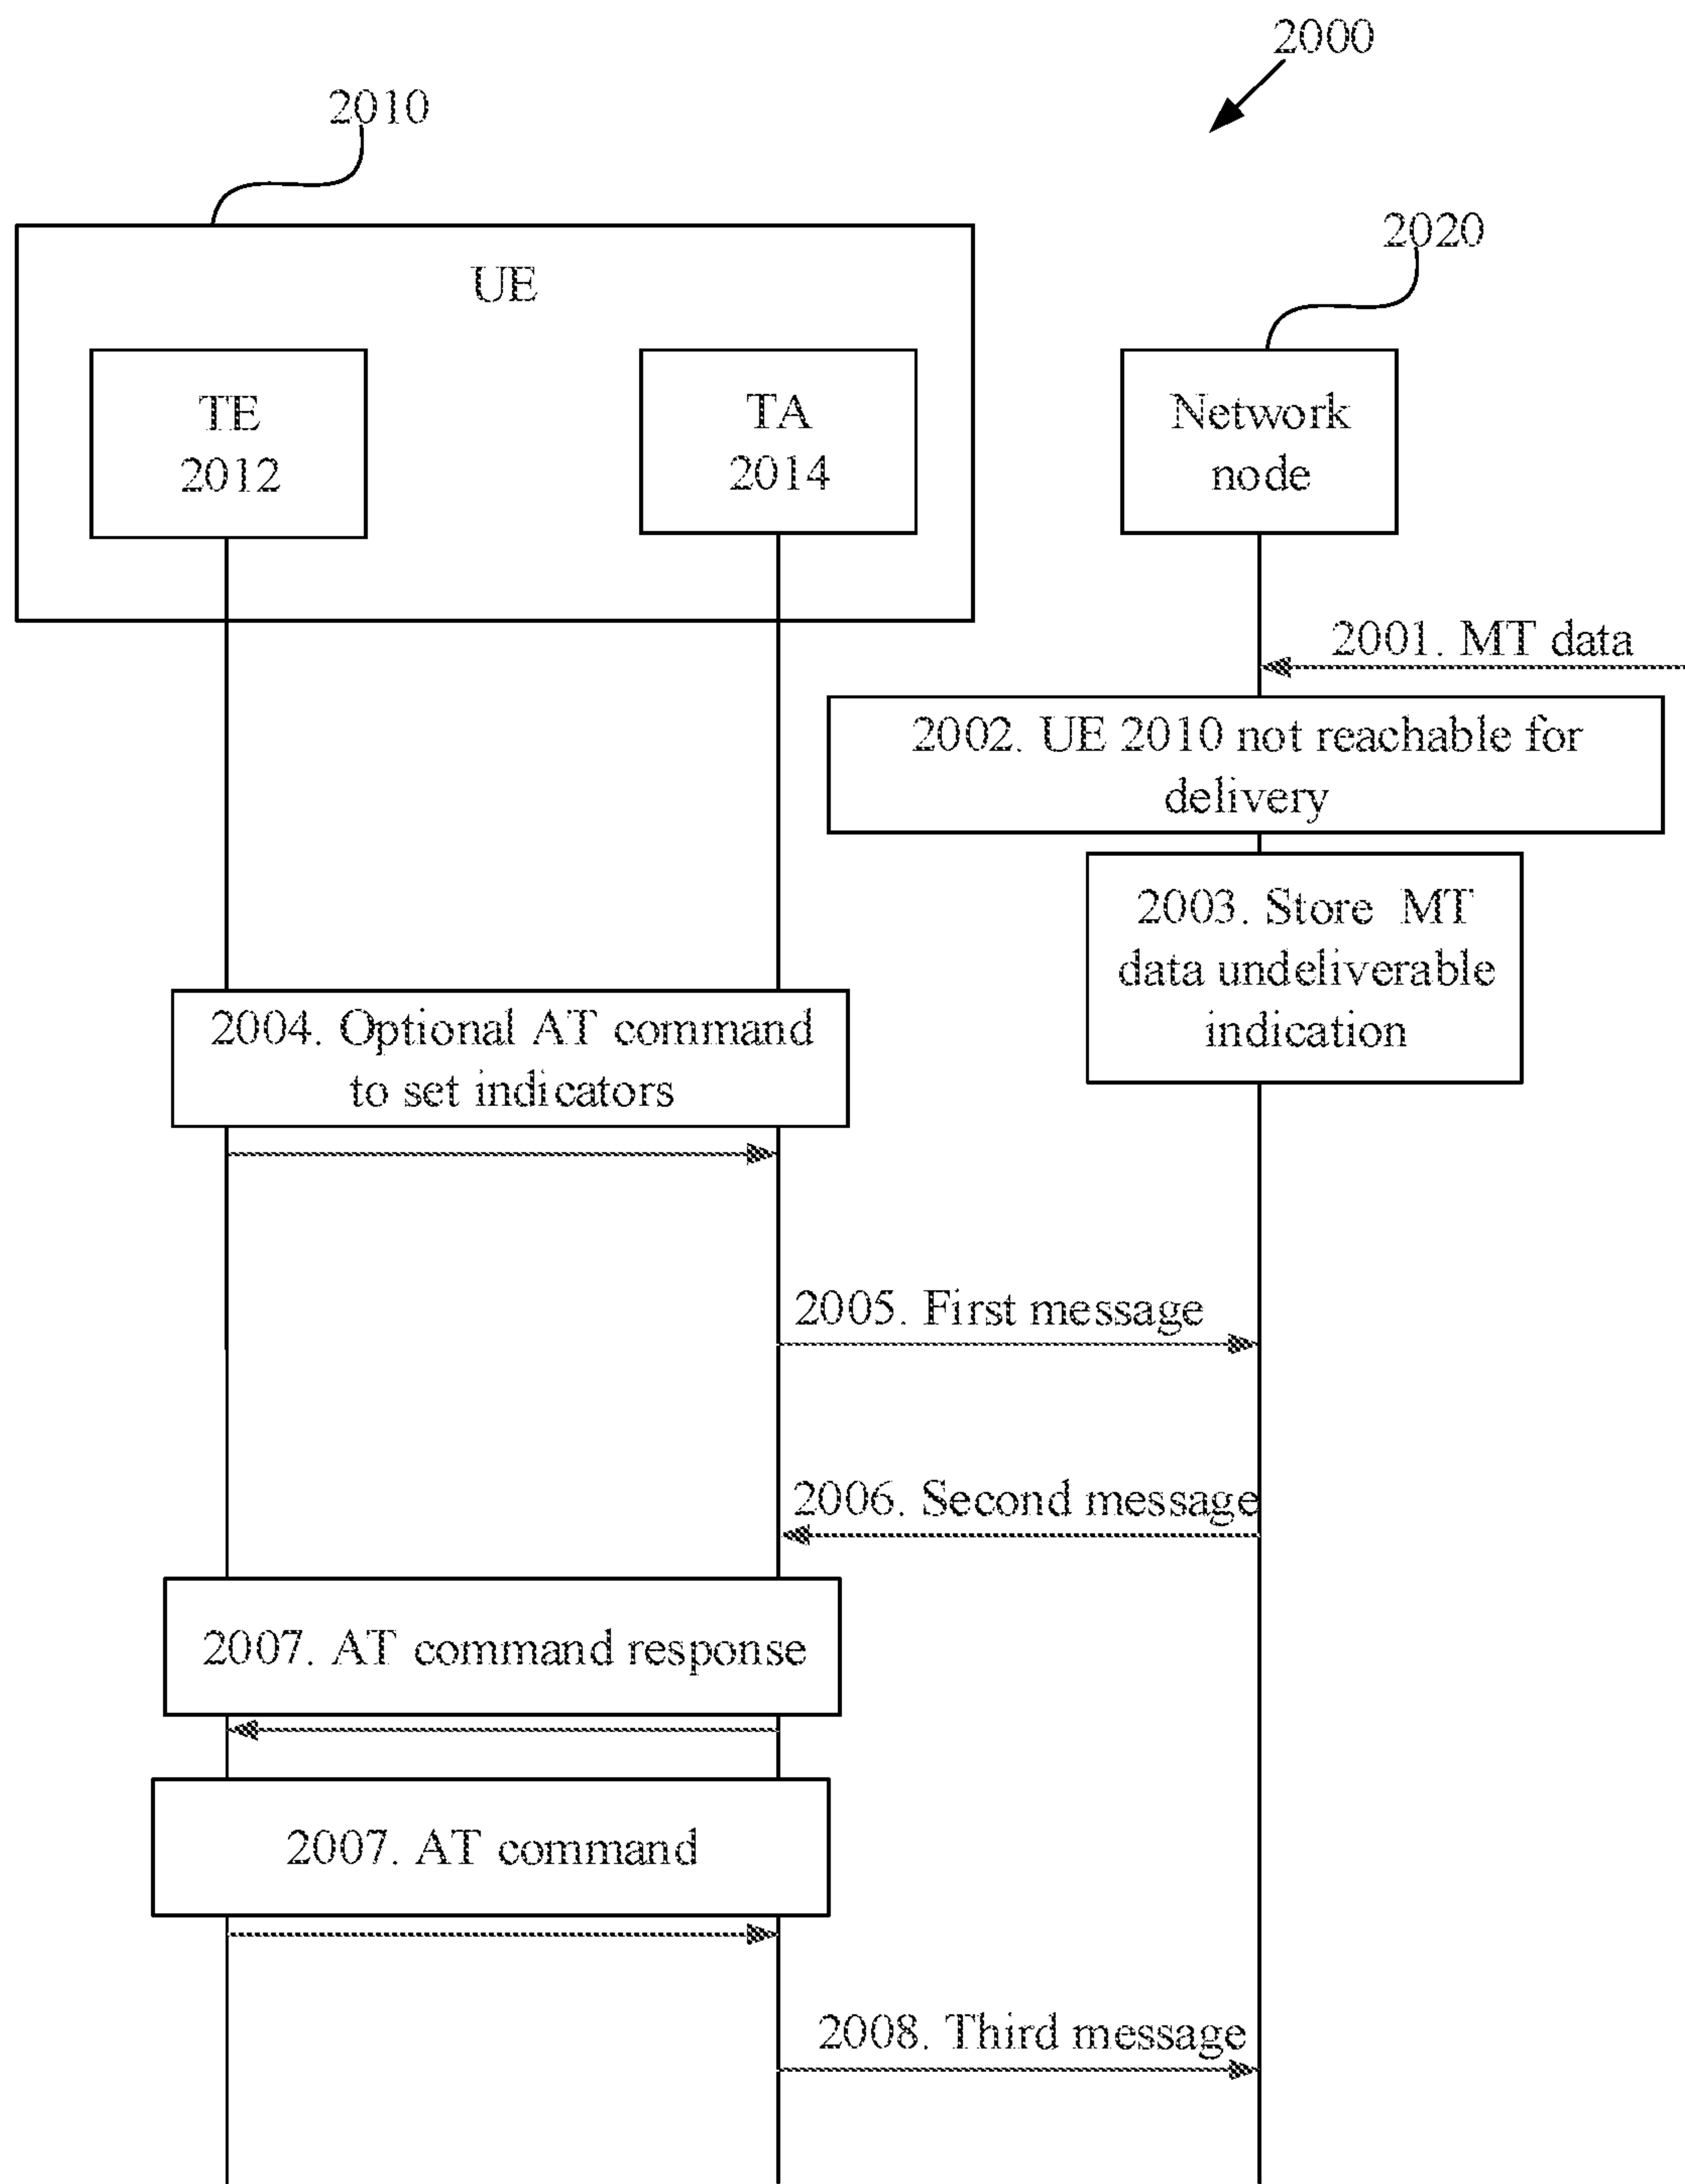 2000
2010
2020
UE
TE
2012
TA
2014
Network
node
2001. MT data
2002. UE 2010 not reachable for
delivery
2003. Store MT
data undeliverable
indication
2004. Optional AT command
to set indicators
2005. First message
2006. Second message
2007. AT command response
2007. AT command
2008. Third message